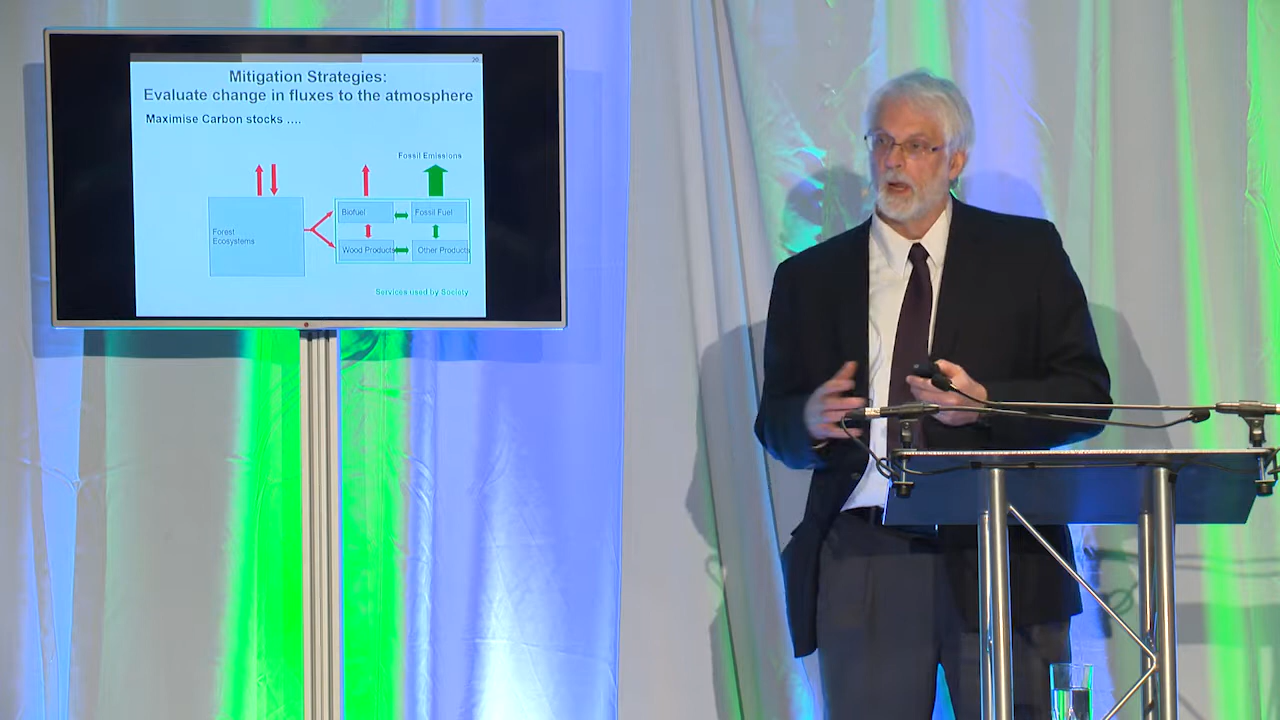 20
Mitigation Strategies:
Evaluate change in fluxes to the atmosphere
Maximise Carbon stocks ....
Fossil Emissions
Forest
Ecosystems
Biofuel
Fossil Fuel
Wood Products
Other Products
Services used by Society